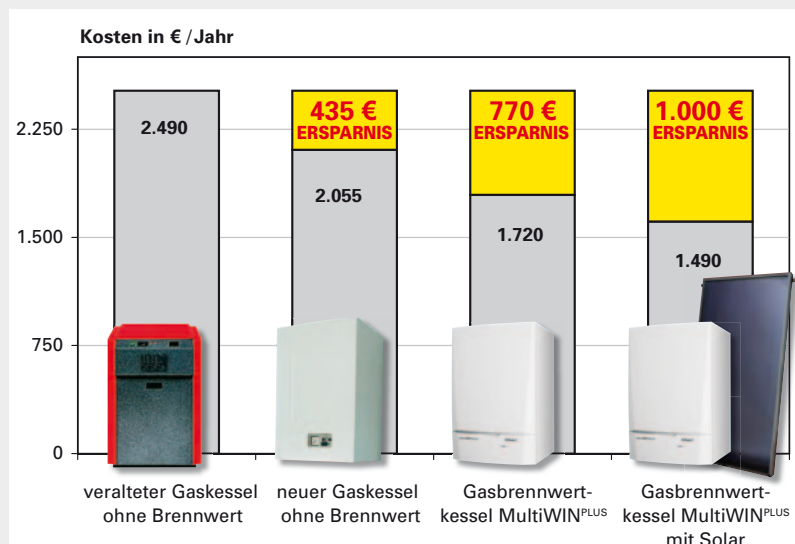 Kosten in € / Jahr
2.250
1.500
750
0
2.490
435 €
ERSPARNIS
2.055
770 €
ERSPARNIS
1.720
1.000 €
ERSPARNIS
1.490
veralteter Gaskessel
ohne Brennwert
neuer Gaskessel
ohne Brennwert
Gasbrennwert-
kessel MultiWINPLUS
Gasbrennwert-
kessel MultiWINPLUS
mit Solar